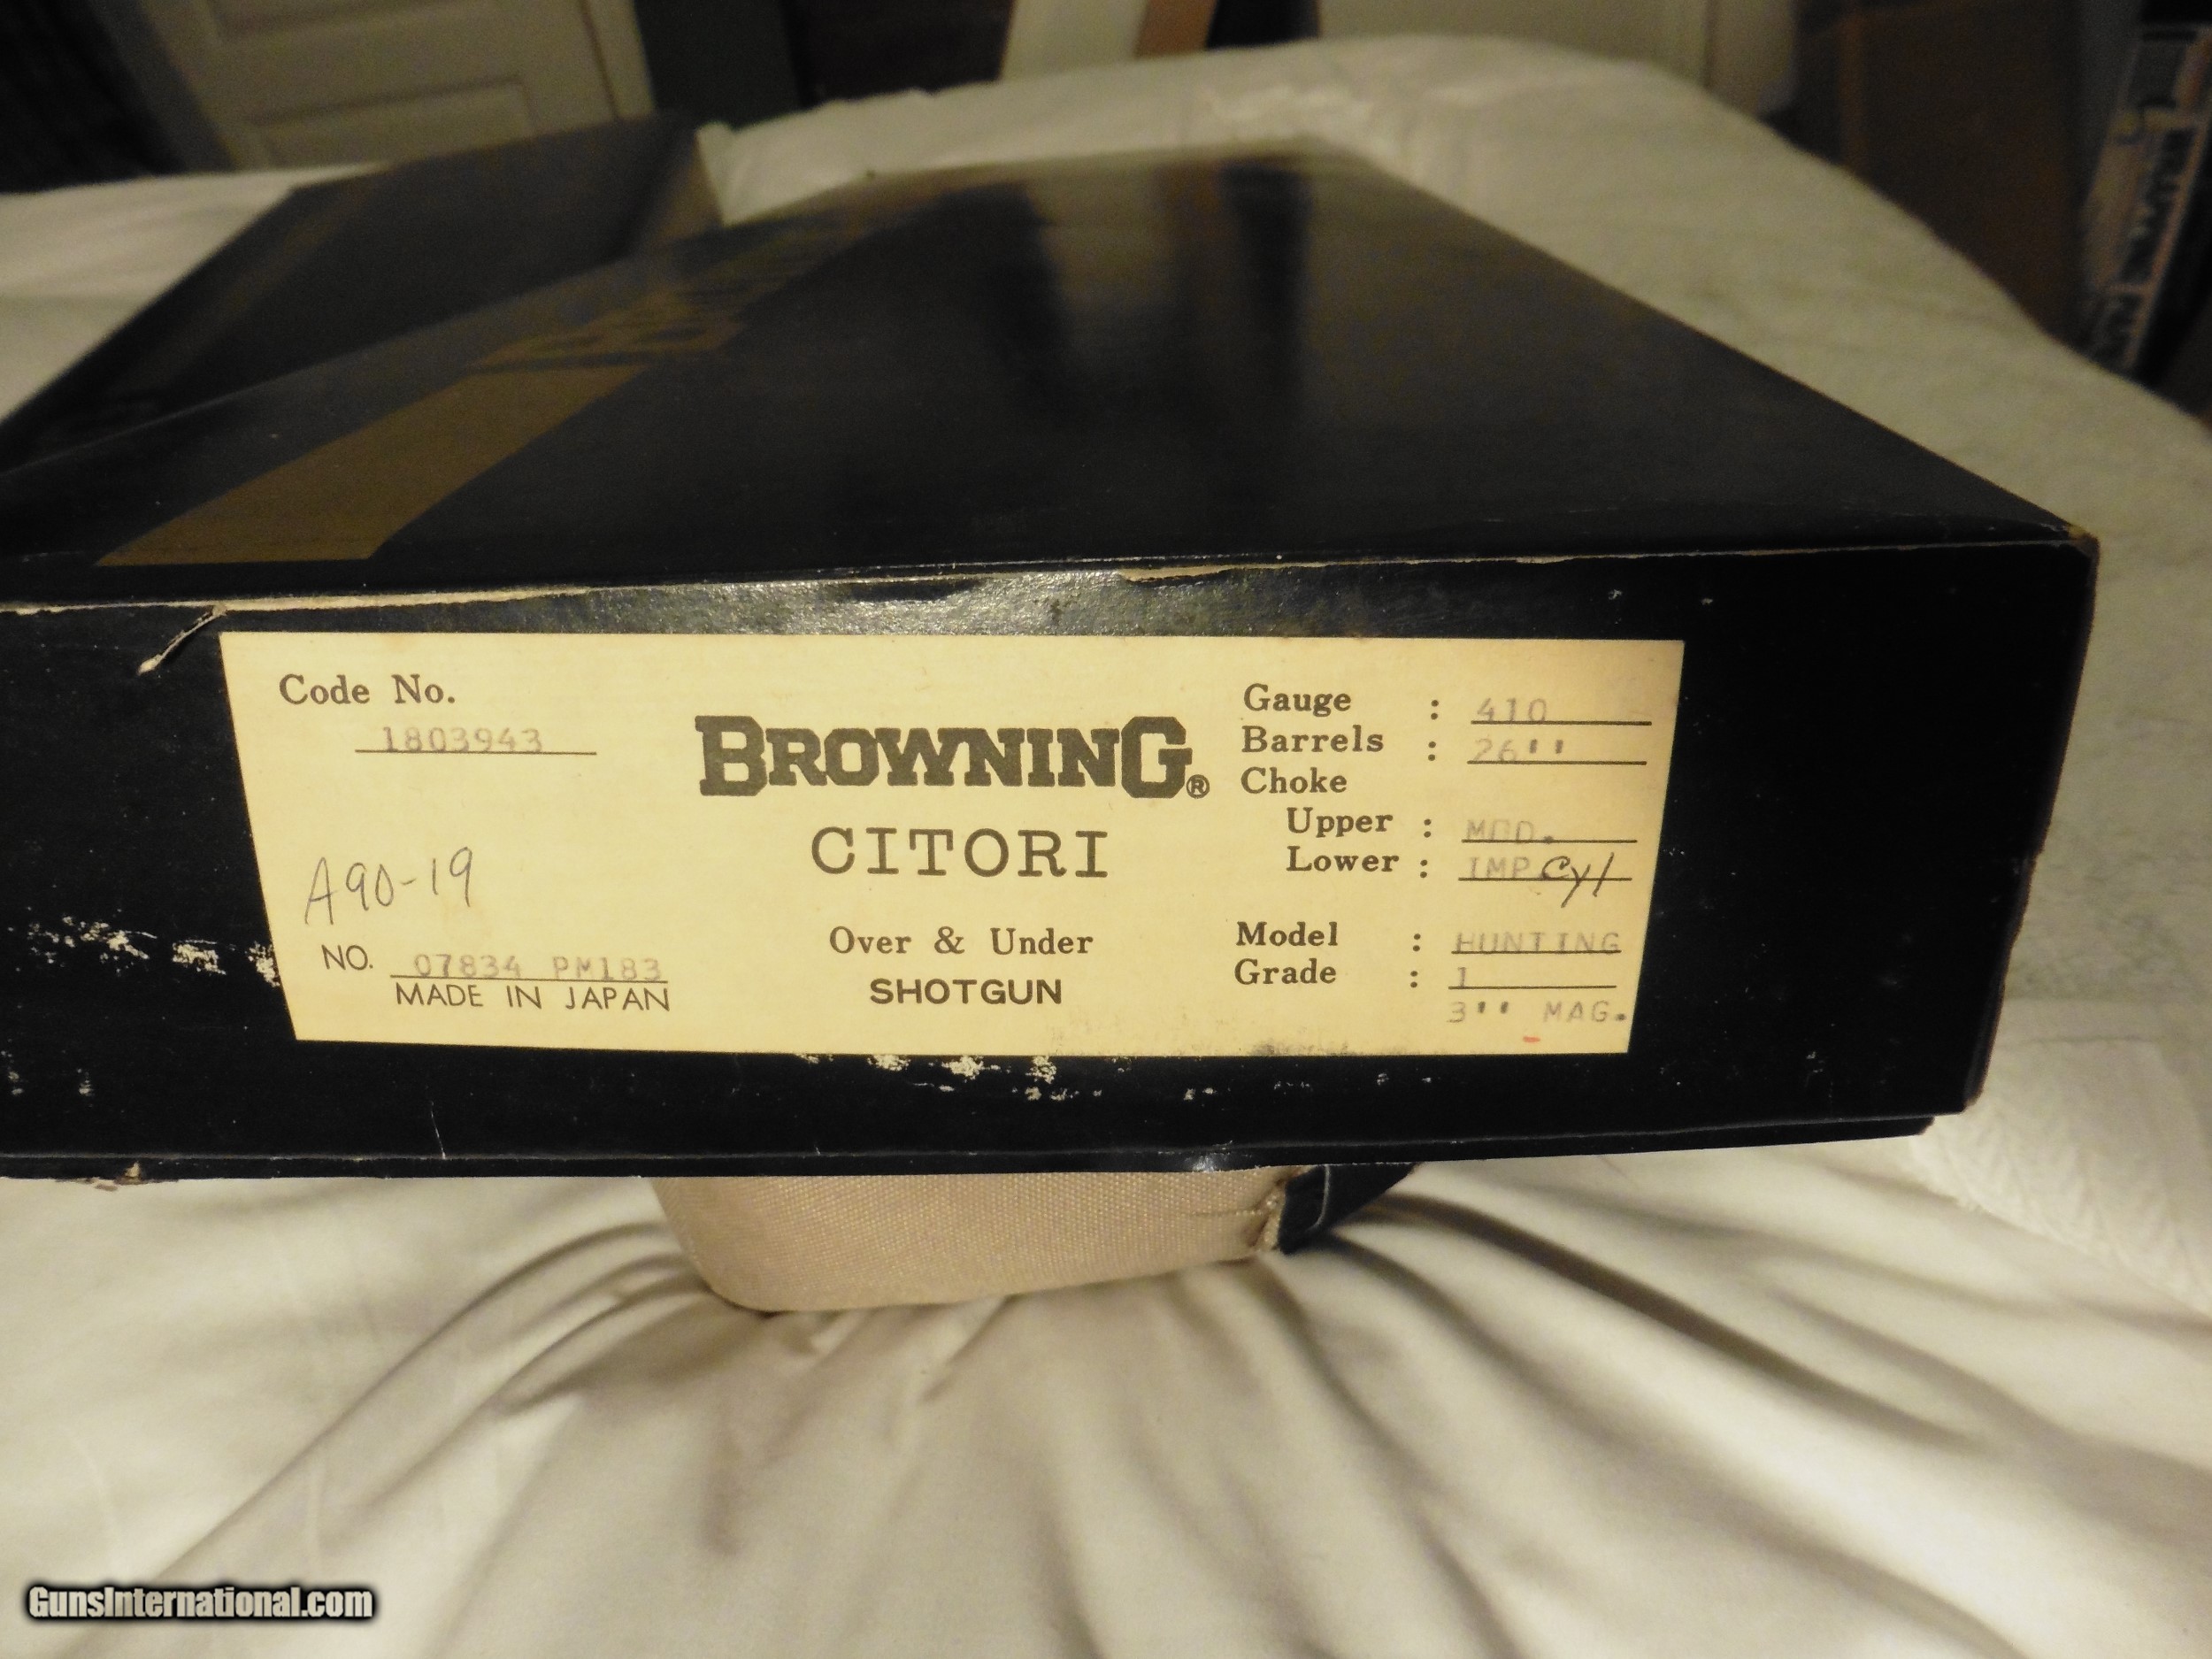 Code No.
1803943
A90-19
NO. 07834 PM183
MADE IN JAPAN
BROWNING®
CITORI
Over & Under
SHOTGUN
Gauge : 410
Barrels : 26''
Choke
Upper : MOD.
Lower : IMP Cyl
Model : HUNTING
Grade : 1
3'' MAG.
GunsInternational.com